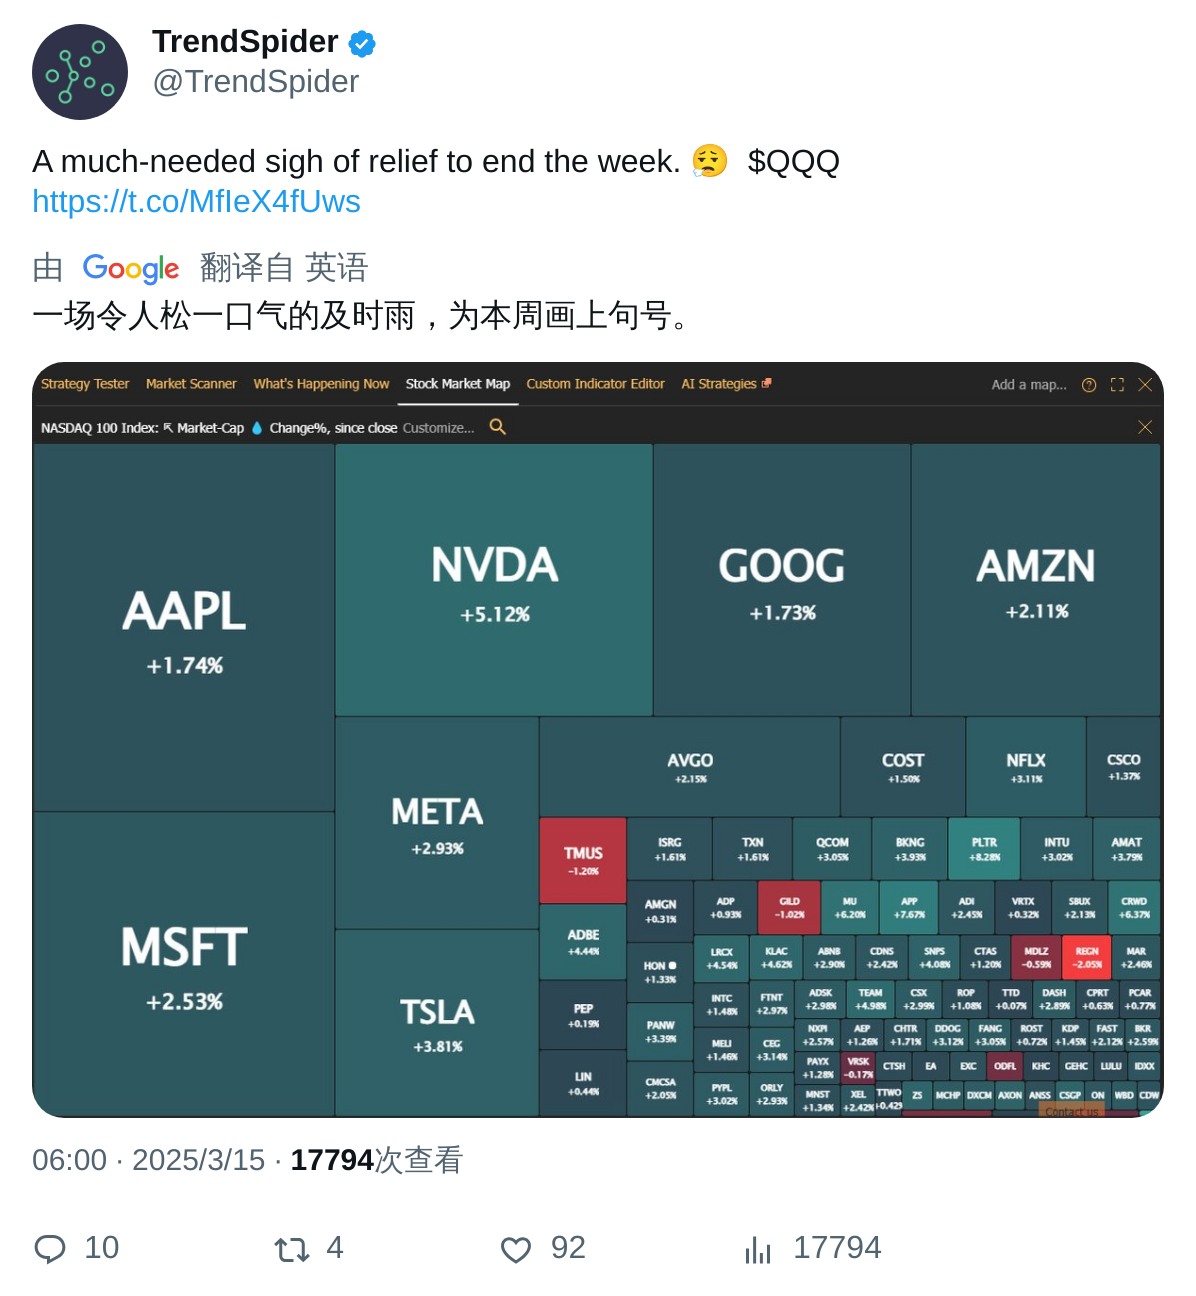 TrendSpider
@TrendSpider
A much-needed sigh of relief to end the week. 😮‍💨 $QQQ
https://t.co/MfIeX4fUws
由 Google 翻译自 英语
一场令人松一口气的及时雨，为本周画上句号。
Strategy Tester Market Scanner What's Happening Now Stock Market Map Custom Indicator Editor AI Strategies Add a map...
NASDAQ 100 Index: Market-Cap Change%, since close Customize...
AAPL
+1.74%
NVDA
+5.12%
GOOG
+1.73%
AMZN
+2.11%
MSFT
+2.53%
META
+2.93%
TSLA
+3.81%
AVGO
+2.15%
COST
+1.50%
NFLX
+3.11%
CSCO
+1.37%
TMUS
-1.20%
ISRG
+1.61%
TXN
+1.61%
QCOM
+3.05%
BKNG
+3.93%
PLTR
+8.28%
INTU
+3.02%
AMAT
+3.79%
AMGN
+0.31%
ADP
+0.93%
GILD
-1.02%
MU
+6.20%
APP
+7.67%
ADI
+2.45%
VRTX
+0.32%
SBUX
+2.13%
CRWD
+6.37%
ADBE
+4.44%
HON
+1.33%
LRCX
+4.54%
KLAC
+4.62%
ABNB
+2.90%
CDNS
+2.42%
SNPS
+4.08%
CTAS
+1.20%
MDLZ
-0.59%
REGN
-2.05%
MAR
+2.46%
PEP
+0.19%
PANW
+3.39%
INTC
+1.48%
FTNT
+2.97%
ADSK
+2.98%
TEAM
+4.98%
CSX
+2.99%
ROP
+1.08%
TTD
+0.07%
DASH
+2.89%
CPRT
+0.63%
PCAR
+0.77%
MELI
+1.46%
CEG
+3.14%
NXPI
+2.57%
AEP
+1.26%
CHTR
+1.71%
DDOG
+3.12%
FANG
+3.05%
ROST
+0.72%
KDP
+1.45%
FAST
+2.12%
BKR
+2.59%
LIN
+0.44%
CMCSA
+2.05%
PYPL
+3.02%
ORLY
+2.93%
PAYX
+1.28%
VRSK
-0.17%
CTSH
EA
EXC
ODFL
KHC
GEHC
LULU
IDXX
MNST
+1.34%
XEL
+2.42%
TTWO
+0.42%
ZS
MCHP
DXCM
AXON
ANSS
CSGP
ON
WBD
CDW
Contact us
06:00 · 2025/3/15 · 17794次查看
10 4 92 17794